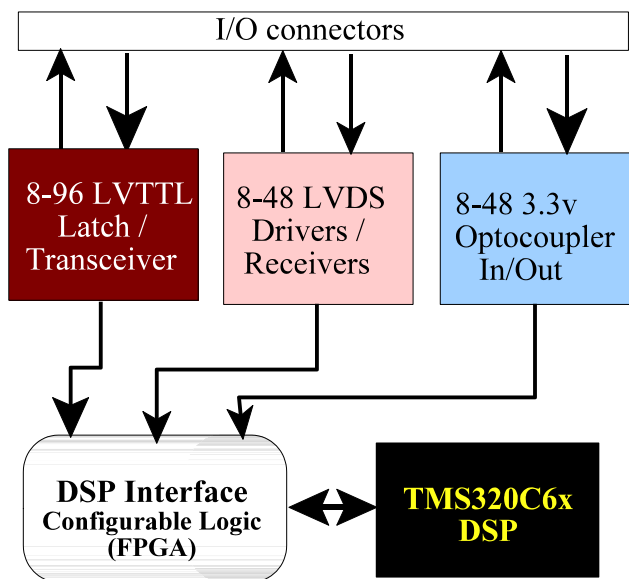 I/O connectors
8-96 LVTTL
Latch /
Transceiver
8-48 LVDS
Drivers /
Receivers
8-48 3.3v
Optocoupler
In/Out
DSP Interface
Configurable Logic
(FPGA)
TMS320C6x
DSP